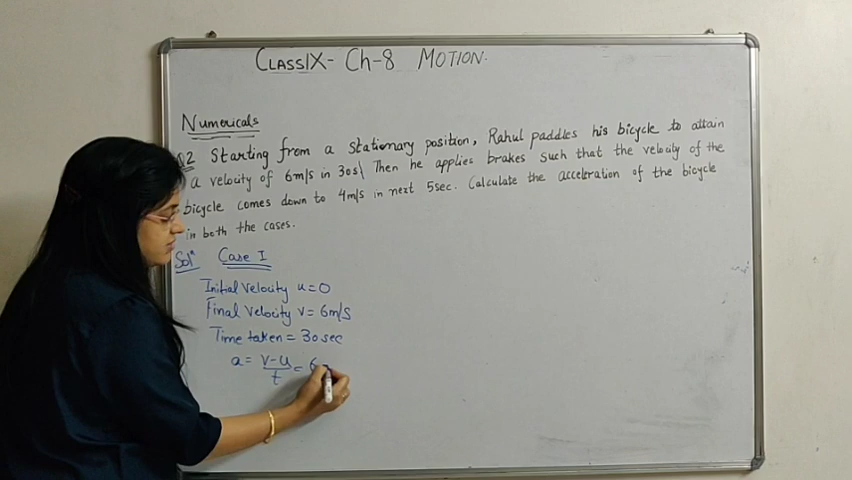 CLASSIX- Ch-8 MOTION.
Numericals
Q2 Starting from a stationary position, Rahul paddles his bicycle to attain
a velocity of 6m/s in 30s\ Then he applies brakes such that the velocity of the
bicycle comes down to 4m/s in next 5sec. Calculate the acceleration of the bicycle
in both the cases.
Solⁿ Case I
Initial Velocity u=0
Final Velocity v= 6m/s
Time taken = 30sec
a= v-u/t = 6